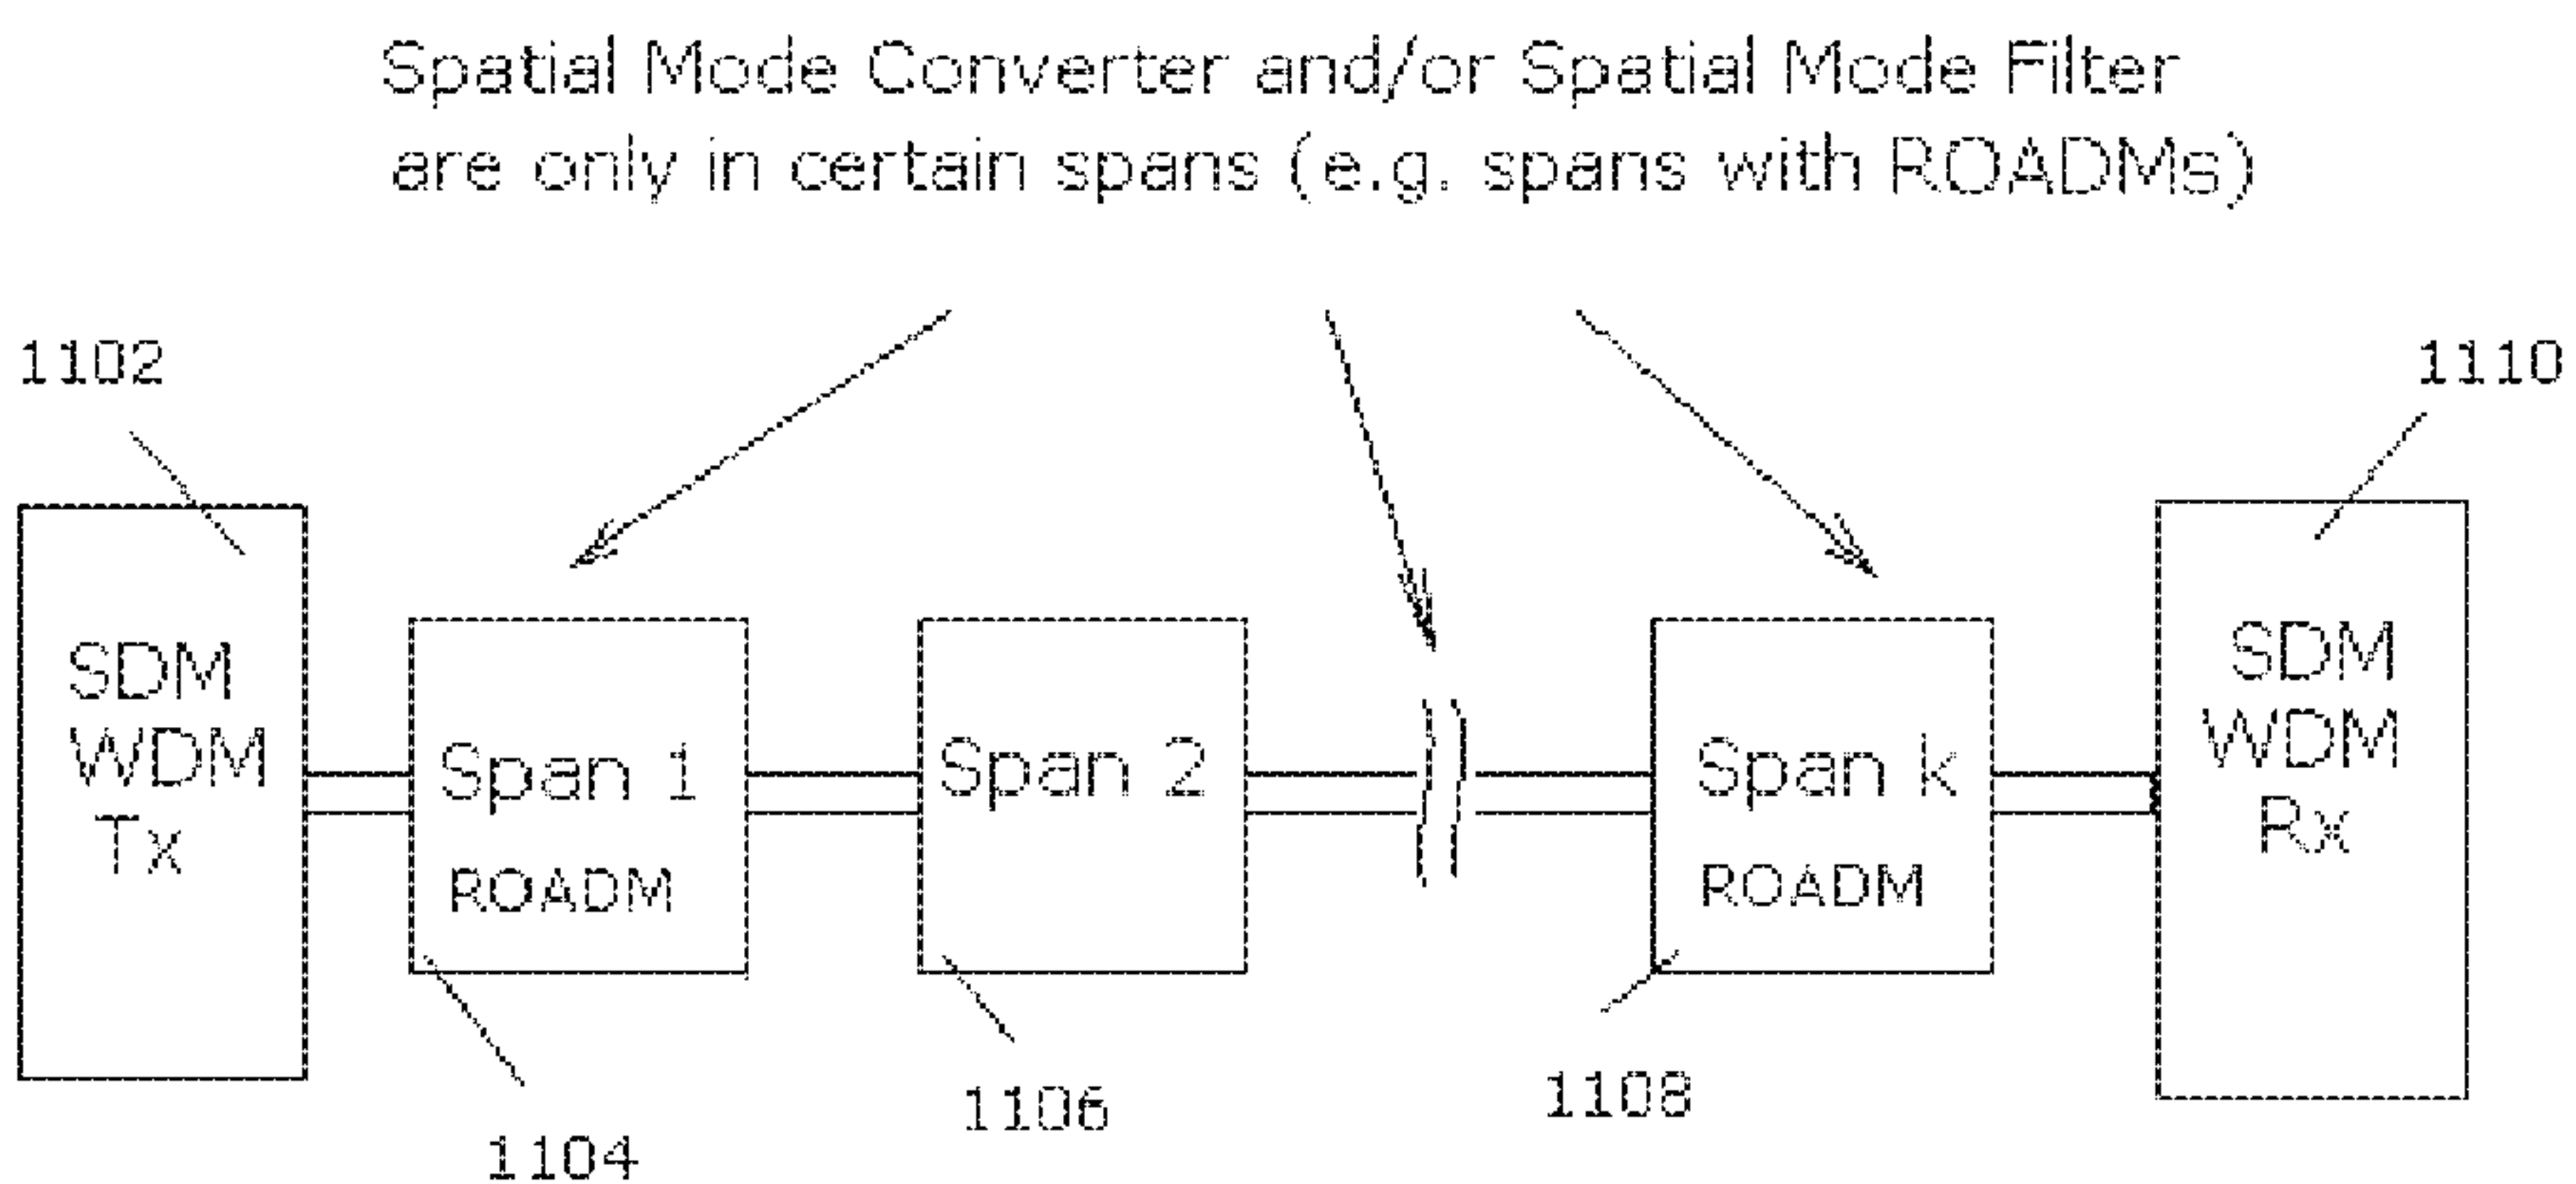 Spatial Mode Converter and/or Spatial Mode Filter
are only in certain spans (e.g. spans with ROADMs)
1102
1110
SDM
WDM
Tx
Span 1
ROADM
Span 2
Span k
ROADM
SDM
WDM
Rx
1104
1106
1108